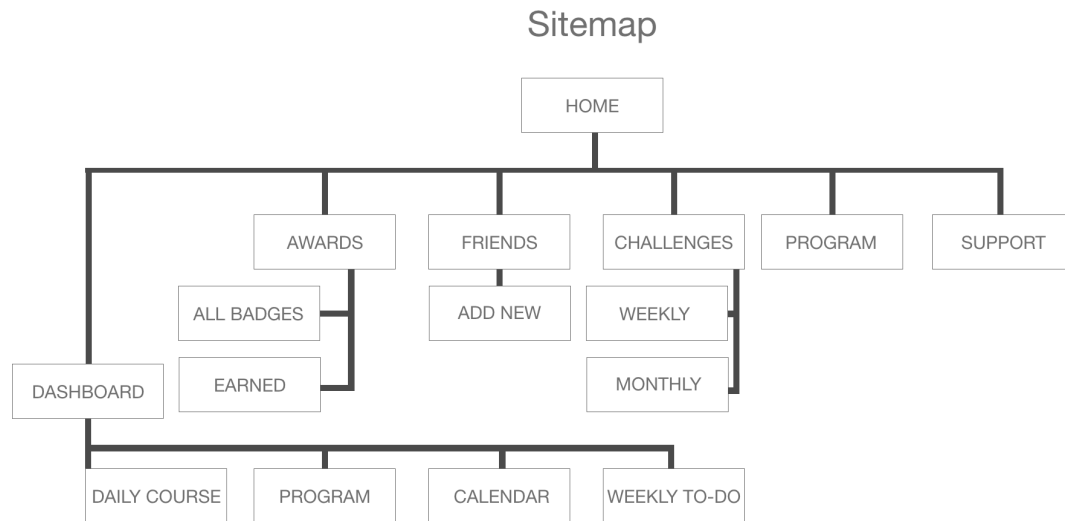 Sitemap
HOME
AWARDS
FRIENDS
CHALLENGES
PROGRAM
SUPPORT
ALL BADGES
ADD NEW
WEEKLY
EARNED
MONTHLY
DASHBOARD
DAILY COURSE
PROGRAM
CALENDAR
WEEKLY TO-DO